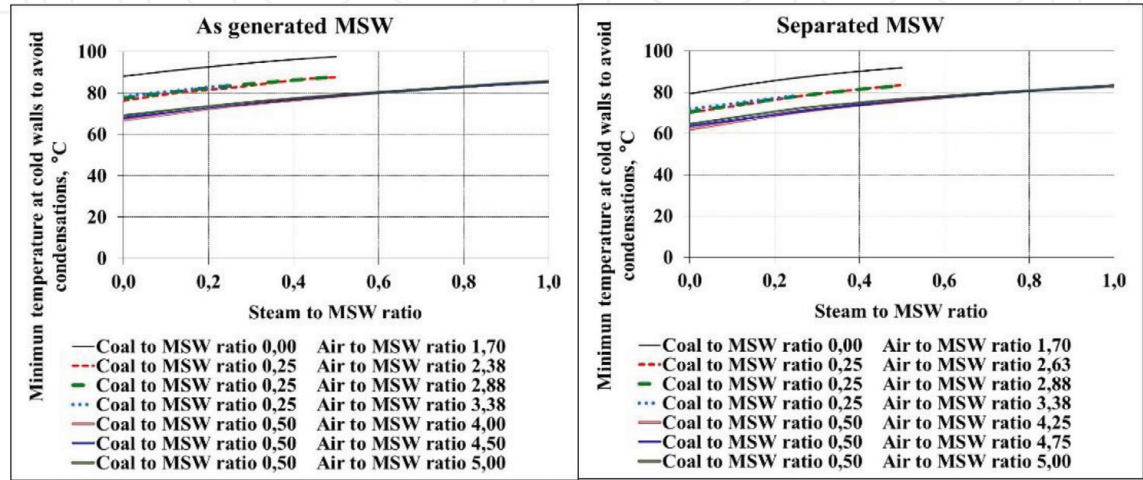 As generated MSW
Minimun temperature at cold walls to avoid
condensations, °C
100
80
60
40
20
0
0,0 0,2 0,4 0,6 0,8 1,0
Steam to MSW ratio
Coal to MSW ratio 0,00 Air to MSW ratio 1,70
Coal to MSW ratio 0,25 Air to MSW ratio 2,38
Coal to MSW ratio 0,25 Air to MSW ratio 2,88
Coal to MSW ratio 0,25 Air to MSW ratio 3,38
Coal to MSW ratio 0,50 Air to MSW ratio 4,00
Coal to MSW ratio 0,50 Air to MSW ratio 4,50
Coal to MSW ratio 0,50 Air to MSW ratio 5,00
Separated MSW
Minimun temperature at cold walls to avoid
condensations, °C
100
80
60
40
20
0
0,0 0,2 0,4 0,6 0,8 1,0
Steam to MSW ratio
Coal to MSW ratio 0,00 Air to MSW ratio 1,70
Coal to MSW ratio 0,25 Air to MSW ratio 2,63
Coal to MSW ratio 0,25 Air to MSW ratio 2,88
Coal to MSW ratio 0,25 Air to MSW ratio 3,38
Coal to MSW ratio 0,50 Air to MSW ratio 4,25
Coal to MSW ratio 0,50 Air to MSW ratio 4,75
Coal to MSW ratio 0,50 Air to MSW ratio 5,00